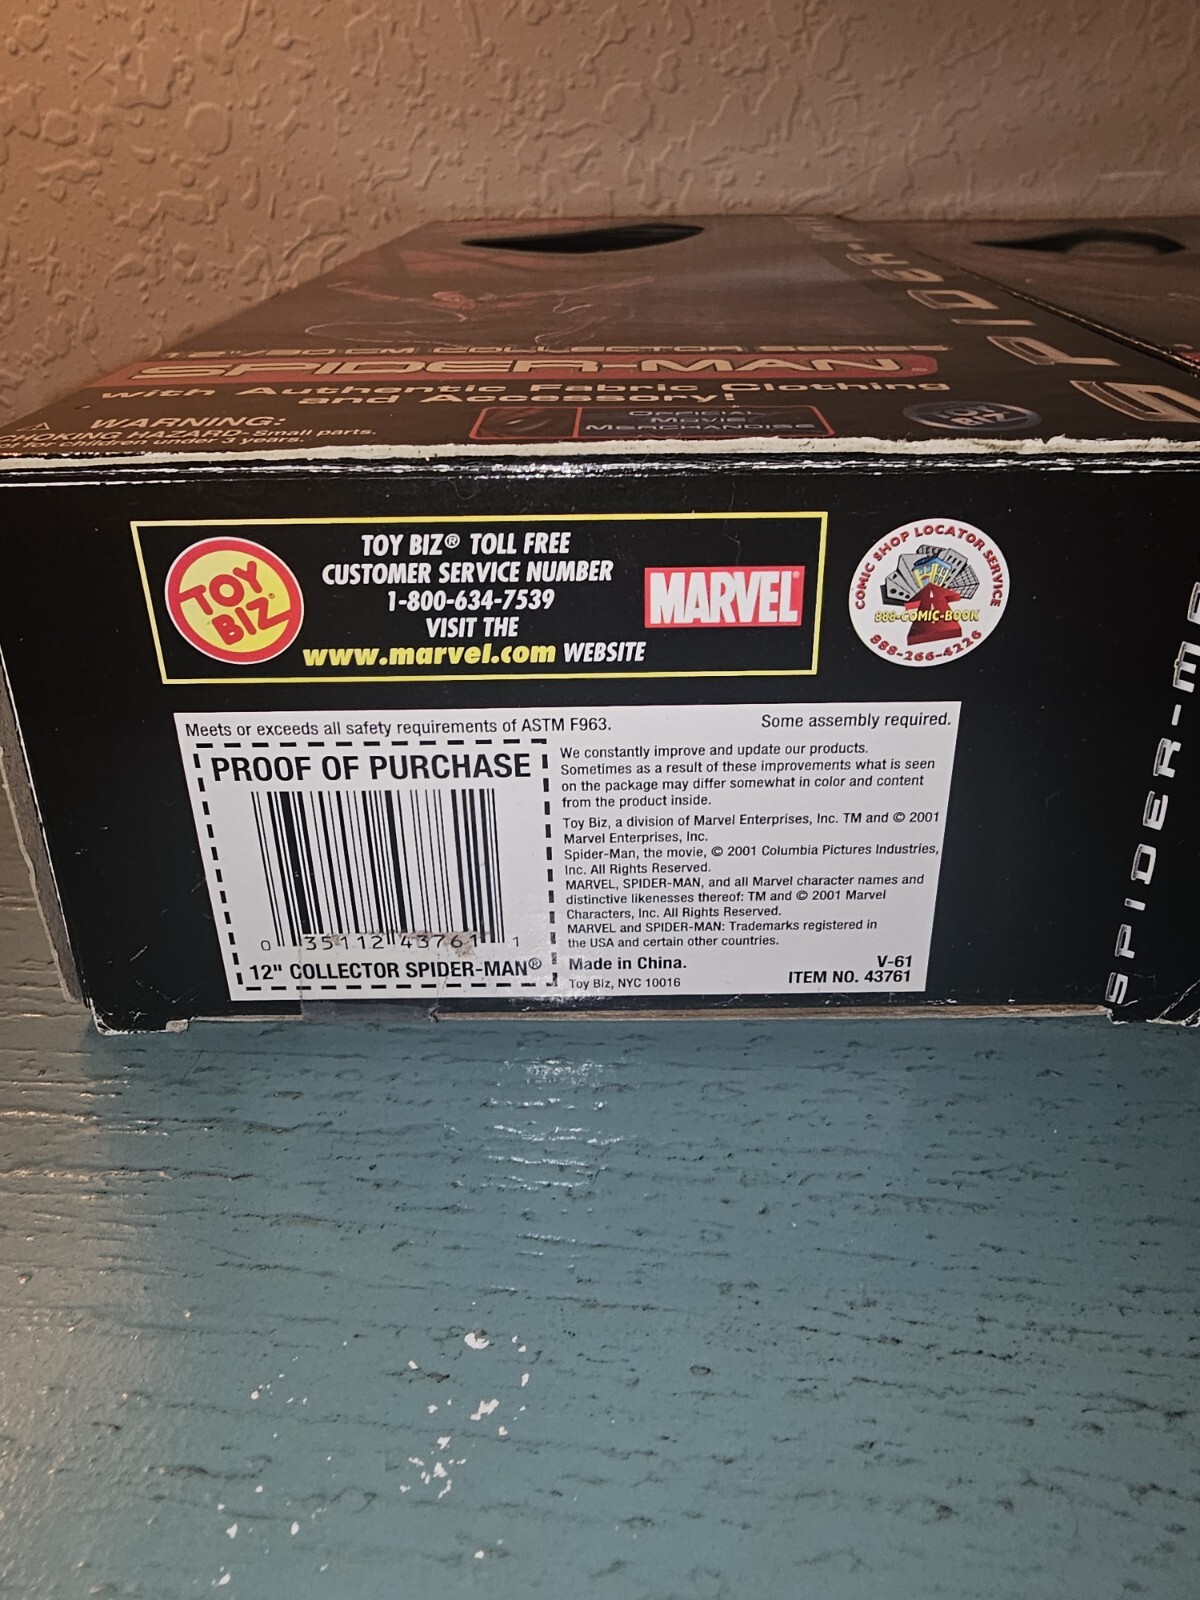 12"/30 CM COLLECTOR SERIES
SPIDER-MAN
with Authentic Fabric Clothing
and Accessory!
WARNING:
CHOKING HAZARD-Small parts.
under 3 years.
OFFICIAL
MOVIE
MERCHANDISE
TOY BIZ
SPIDER-M
TOY BIZ®
TOY BIZ® TOLL FREE
CUSTOMER SERVICE NUMBER
1-800-634-7539
VISIT THE
www.marvel.com WEBSITE
MARVEL®
COMIC SHOP LOCATOR SERVICE
888-COMIC-BOOK
888-266-4226
Meets or exceeds all safety requirements of ASTM F963.
Some assembly required.
PROOF OF PURCHASE
0 35112 43761 1
12" COLLECTOR SPIDER-MAN®
We constantly improve and update our products.
Sometimes as a result of these improvements what is seen
on the package may differ somewhat in color and content
from the product inside.
Toy Biz, a division of Marvel Enterprises, Inc. TM and © 2001
Marvel Enterprises, Inc.
Spider-Man, the movie, © 2001 Columbia Pictures Industries,
Inc. All Rights Reserved.
MARVEL, SPIDER-MAN, and all Marvel character names and
distinctive likenesses thereof: TM and © 2001 Marvel
Characters, Inc. All Rights Reserved.
MARVEL and SPIDER-MAN: Trademarks registered in
the USA and certain other countries.
Made in China.
Toy Biz, NYC 10016
V-61
ITEM NO. 43761
SPIDER-M